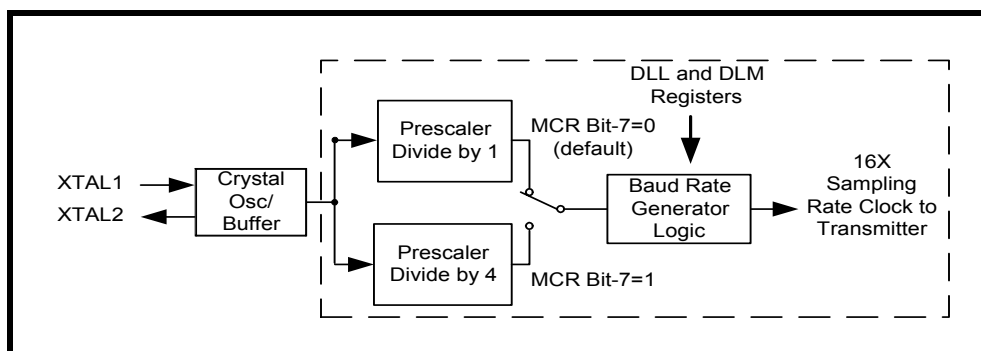 DLL and DLM
Registers
Prescaler
Divide by 1
MCR Bit-7=0
(default)
XTAL1
XTAL2
Crystal
Osc/
Buffer
Baud Rate
Generator
Logic
16X
Sampling
Rate Clock to
Transmitter
Prescaler
Divide by 4
MCR Bit-7=1